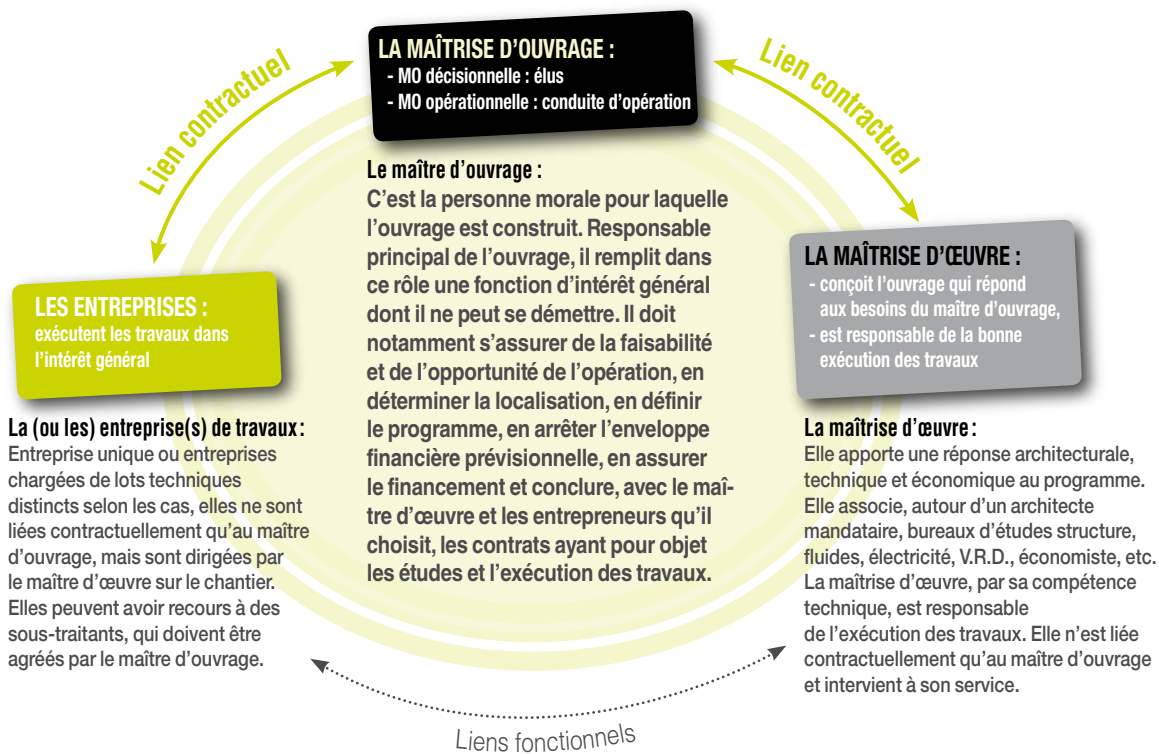 Lien contractuel
LA MAÎTRISE D'OUVRAGE :
- MO décisionnelle : élus
- MO opérationnelle : conduite d'opération
Lien contractuel
Le maître d'ouvrage :
C'est la personne morale pour laquelle
l'ouvrage est construit. Responsable
principal de l'ouvrage, il remplit dans
ce rôle une fonction d'intérêt général
dont il ne peut se démettre. Il doit
notamment s'assurer de la faisabilité
et de l'opportunité de l'opération, en
déterminer la localisation, en définir
le programme, en arrêter l'enveloppe
financière prévisionnelle, en assurer
le financement et conclure, avec le maî-
tre d'œuvre et les entrepreneurs qu'il
choisit, les contrats ayant pour objet
les études et l'exécution des travaux.
LES ENTREPRISES :
exécutent les travaux dans
l'intérêt général
La (ou les) entreprise(s) de travaux :
Entreprise unique ou entreprises
chargées de lots techniques
distincts selon les cas, elles ne sont
liées contractuellement qu'au maître
d'ouvrage, mais sont dirigées par
le maître d'œuvre sur le chantier.
Elles peuvent avoir recours à des
sous-traitants, qui doivent être
agréés par le maître d'ouvrage.
LA MAÎTRISE D'ŒUVRE :
- conçoit l'ouvrage qui répond
aux besoins du maître d'ouvrage,
- est responsable de la bonne
exécution des travaux
La maîtrise d'œuvre :
Elle apporte une réponse architecturale,
technique et économique au programme.
Elle associe, autour d'un architecte
mandataire, bureaux d'études structure,
fluides, électricité, V.R.D., économiste, etc.
La maîtrise d'œuvre, par sa compétence
technique, est responsable
de l'exécution des travaux. Elle n'est liée
contractuellement qu'au maître d'ouvrage
et intervient à son service.
Liens fonctionnels